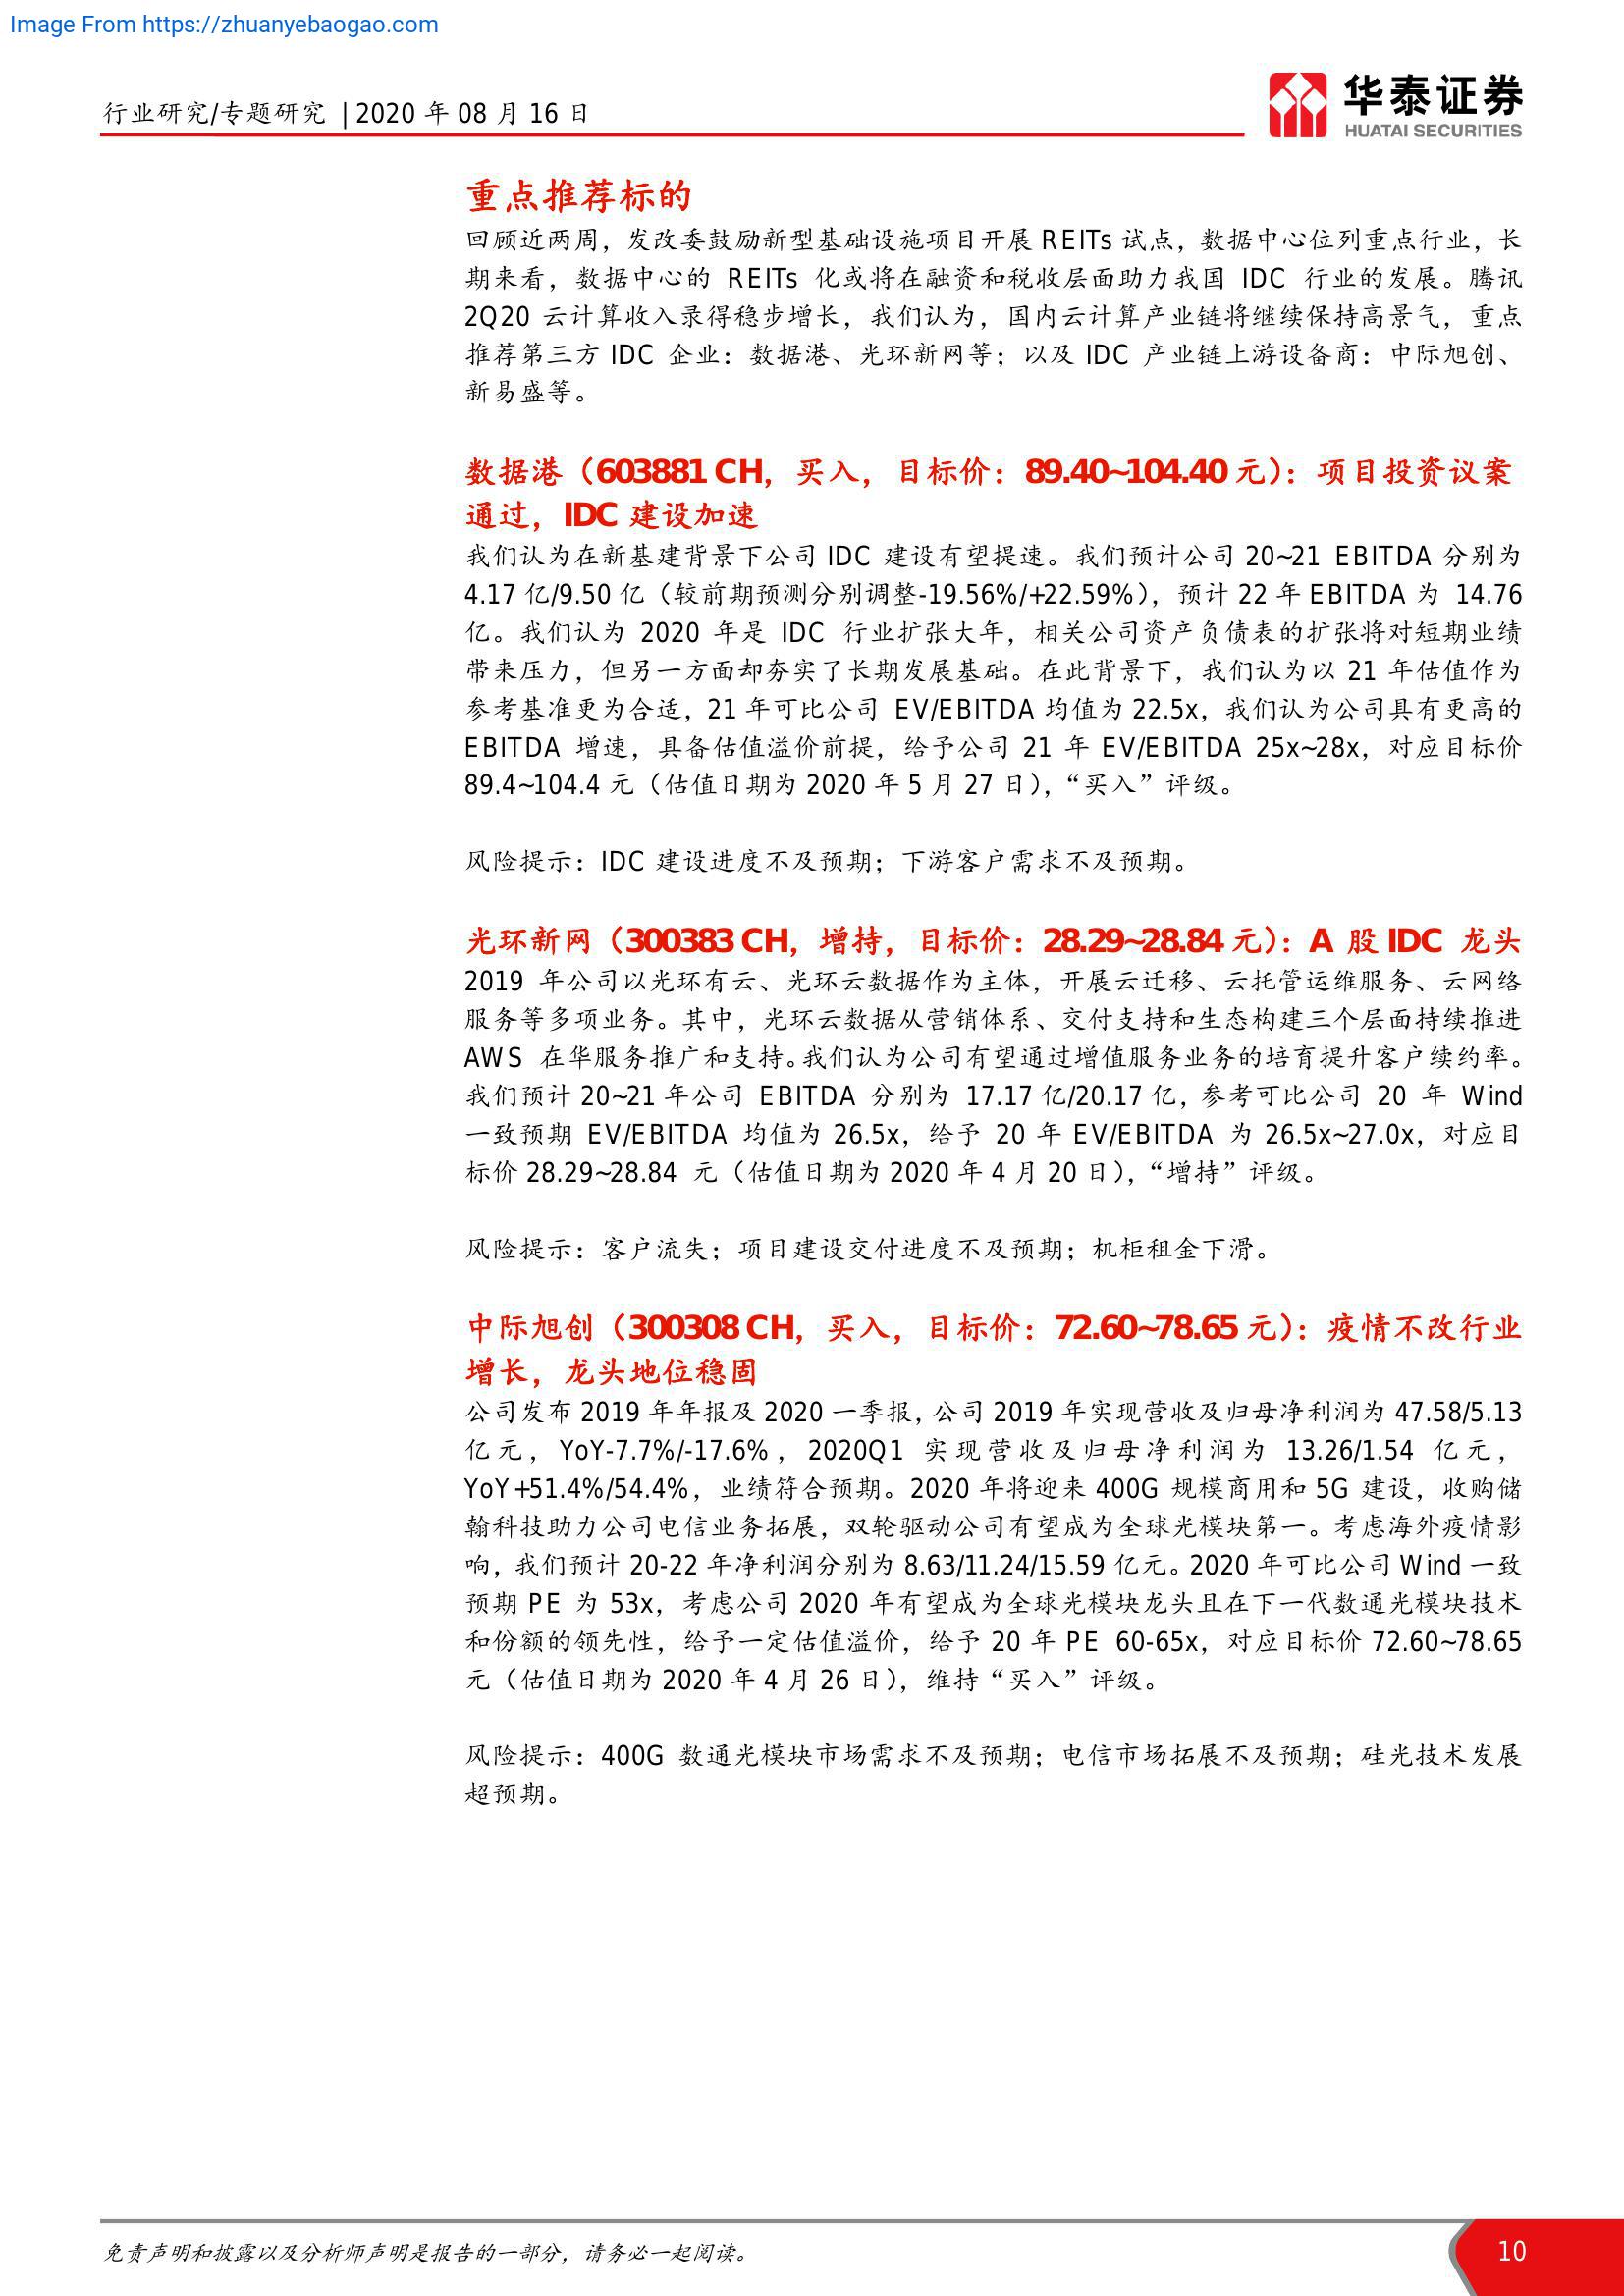 Image From https://zhuanyebaogao.com
行业研究/专题研究 | 2020 年 08 月 16 日
华泰证券
HUATAI SECURITIES
重点推荐标的
回顾近两周，发改委鼓励新型基础设施项目开展 REITs 试点，数据中心位列重点行业，长
期来看，数据中心的 REITs 化或将在融资和税收层面助力我国 IDC 行业的发展。腾讯
2Q20 云计算收入录得稳步增长，我们认为，国内云计算产业链将继续保持高景气，重点
推荐第三方 IDC 企业：数据港、光环新网等；以及 IDC 产业链上游设备商：中际旭创、
新易盛等。
数据港（603881 CH，买入，目标价：89.40~104.40 元）：项目投资议案
通过，IDC 建设加速
我们认为在新基建背景下公司 IDC 建设有望提速。我们预计公司 20~21 EBITDA 分别为
4.17 亿/9.50 亿（较前期预测分别调整-19.56%/+22.59%），预计 22 年 EBITDA 为 14.76
亿。我们认为 2020 年是 IDC 行业扩张大年，相关公司资产负债表的扩张将对短期业绩
带来压力，但另一方面却夯实了长期发展基础。在此背景下，我们认为以 21 年估值作为
参考基准更为合适，21 年可比公司 EV/EBITDA 均值为 22.5x，我们认为公司具有更高的
EBITDA 增速，具备估值溢价前提，给予公司 21 年 EV/EBITDA 25x~28x，对应目标价
89.4~104.4 元（估值日期为 2020 年 5 月 27 日），“买入”评级。
风险提示：IDC 建设进度不及预期；下游客户需求不及预期。
光环新网（300383 CH，增持，目标价：28.29~28.84 元）：A 股 IDC 龙头
2019 年公司以光环有云、光环云数据作为主体，开展云迁移、云托管运维服务、云网络
服务等多项业务。其中，光环云数据从营销体系、交付支持和生态构建三个层面持续推进
AWS 在华服务推广和支持。我们认为公司有望通过增值服务业务的培育提升客户续约率。
我们预计 20~21 年公司 EBITDA 分别为 17.17 亿/20.17 亿，参考可比公司 20 年 Wind
一致预期 EV/EBITDA 均值为 26.5x，给予 20 年 EV/EBITDA 为 26.5x~27.0x，对应目
标价 28.29~28.84 元（估值日期为 2020 年 4 月 20 日），“增持”评级。
风险提示：客户流失；项目建设交付进度不及预期；机柜租金下滑。
中际旭创（300308 CH，买入，目标价：72.60~78.65 元）：疫情不改行业
增长，龙头地位稳固
公司发布 2019 年年报及 2020 一季报，公司 2019 年实现营收及归母净利润为 47.58/5.13
亿元，YoY-7.7%/-17.6%，2020Q1 实现营收及归母净利润为 13.26/1.54 亿元，
YoY+51.4%/54.4%，业绩符合预期。2020 年将迎来 400G 规模商用和 5G 建设，收购储
翰科技助力公司电信业务拓展，双轮驱动公司有望成为全球光模块第一。考虑海外疫情影
响，我们预计 20-22 年净利润分别为 8.63/11.24/15.59 亿元。2020 年可比公司 Wind 一致
预期 PE 为 53x，考虑公司 2020 年有望成为全球光模块龙头且在下一代数通光模块技术
和份额的领先性，给予一定估值溢价，给予 20 年 PE 60-65x，对应目标价 72.60~78.65
元（估值日期为 2020 年 4 月 26 日），维持“买入”评级。
风险提示：400G 数通光模块市场需求不及预期；电信市场拓展不及预期；硅光技术发展
超预期。
免责声明和披露以及分析师声明是报告的一部分，请务必一起阅读。
10